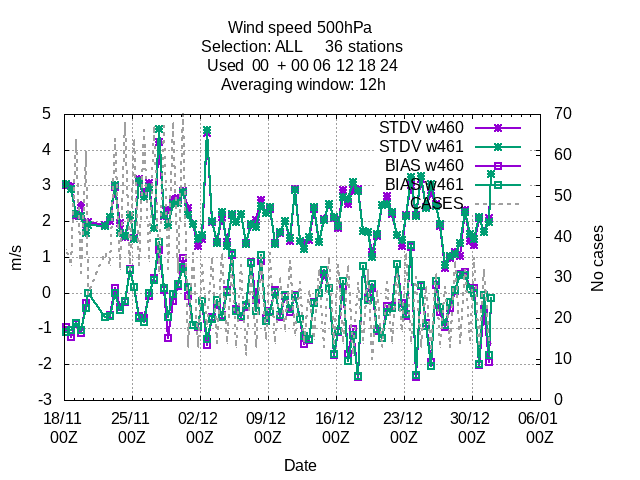 Wind speed 500hPa
Selection: ALL 36 stations
Used 00 + 00 06 12 18 24
Averaging window: 12h
5
4
3
2
1
0
-1
-2
-3
m/s
70
60
50
40
30
20
10
0
No cases
STDV w460
STDV w461
BIAS w460
BIAS w461
CASES
18/11 25/11 02/12 09/12 16/12 23/12 30/12 06/01
00Z 00Z 00Z 00Z 00Z 00Z 00Z 00Z
Date